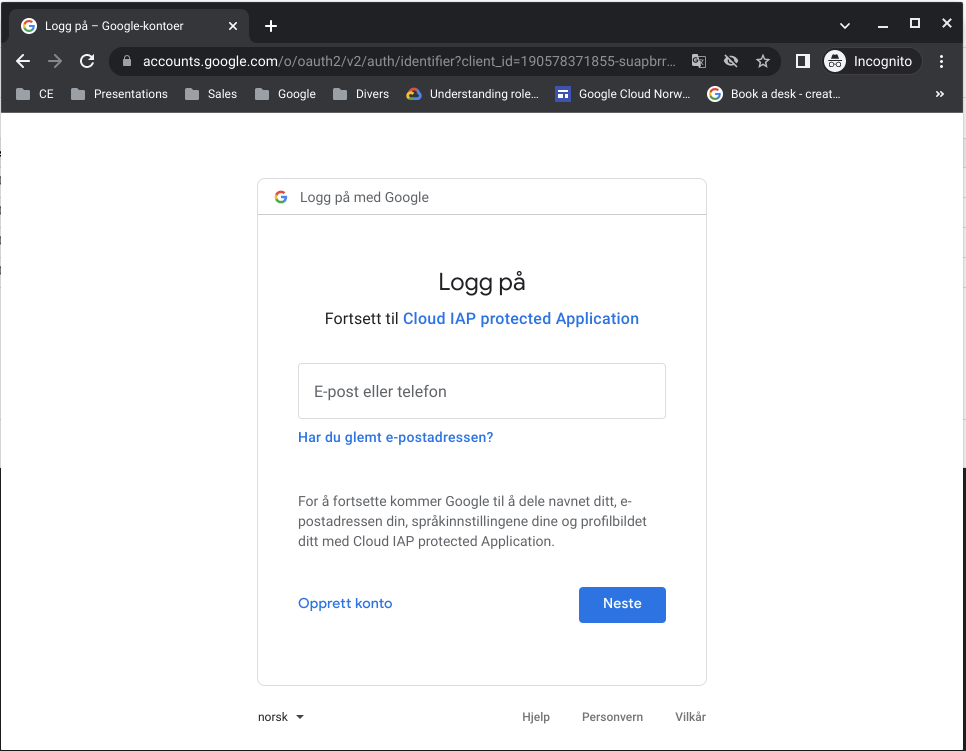 Logg på – Google-kontoer
accounts.google.com/o/oauth2/v2/auth/identifier?client_id=190578371855-suapbrr...
Incognito
CE
Presentations
Sales
Google
Divers
Understanding role...
Google Cloud Norw...
Book a desk - creat...
»
Logg på med Google
Logg på
Fortsett til Cloud IAP protected Application
E-post eller telefon
Har du glemt e-postadressen?
For å fortsette kommer Google til å dele navnet ditt, e-
postadressen din, språkinnstillingene dine og profilbildet
ditt med Cloud IAP protected Application.
Opprett konto
Neste
norsk
Hjelp
Personvern
Vilkår